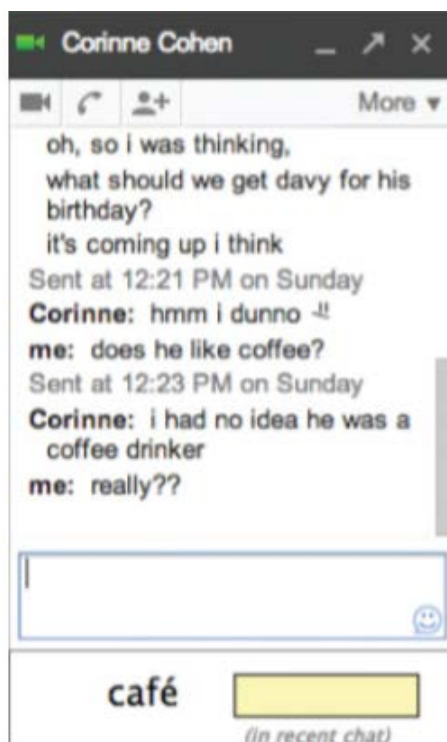 Corinne Cohen
More
oh, so i was thinking,
what should we get davy for his
birthday?
it's coming up i think
Sent at 12:21 PM on Sunday
Corinne: hmm i dunno
me: does he like coffee?
Sent at 12:23 PM on Sunday
Corinne: i had no idea he was a
coffee drinker
me: really??
café
(in recent chat)